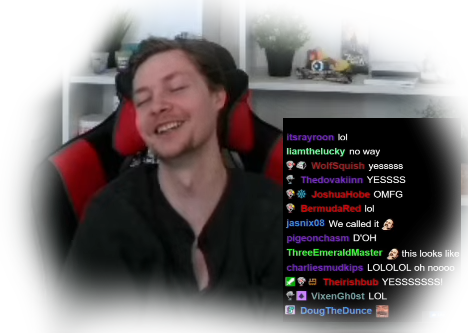 itsrayroon lol
liamthelucky no way
WolfSquish yesssss
Thedovakiinn YESSSS
JoshuaHobe OMFG
BermudaRed lol
jasnix08 We called it
pigeonchasm D'OH
ThreeEmeraldMaster this looks like
charliesmudkips LOLOLOL oh noooo
Theirishbub YESSSSSSS!
VixenGh0st LOL
DougTheDunce